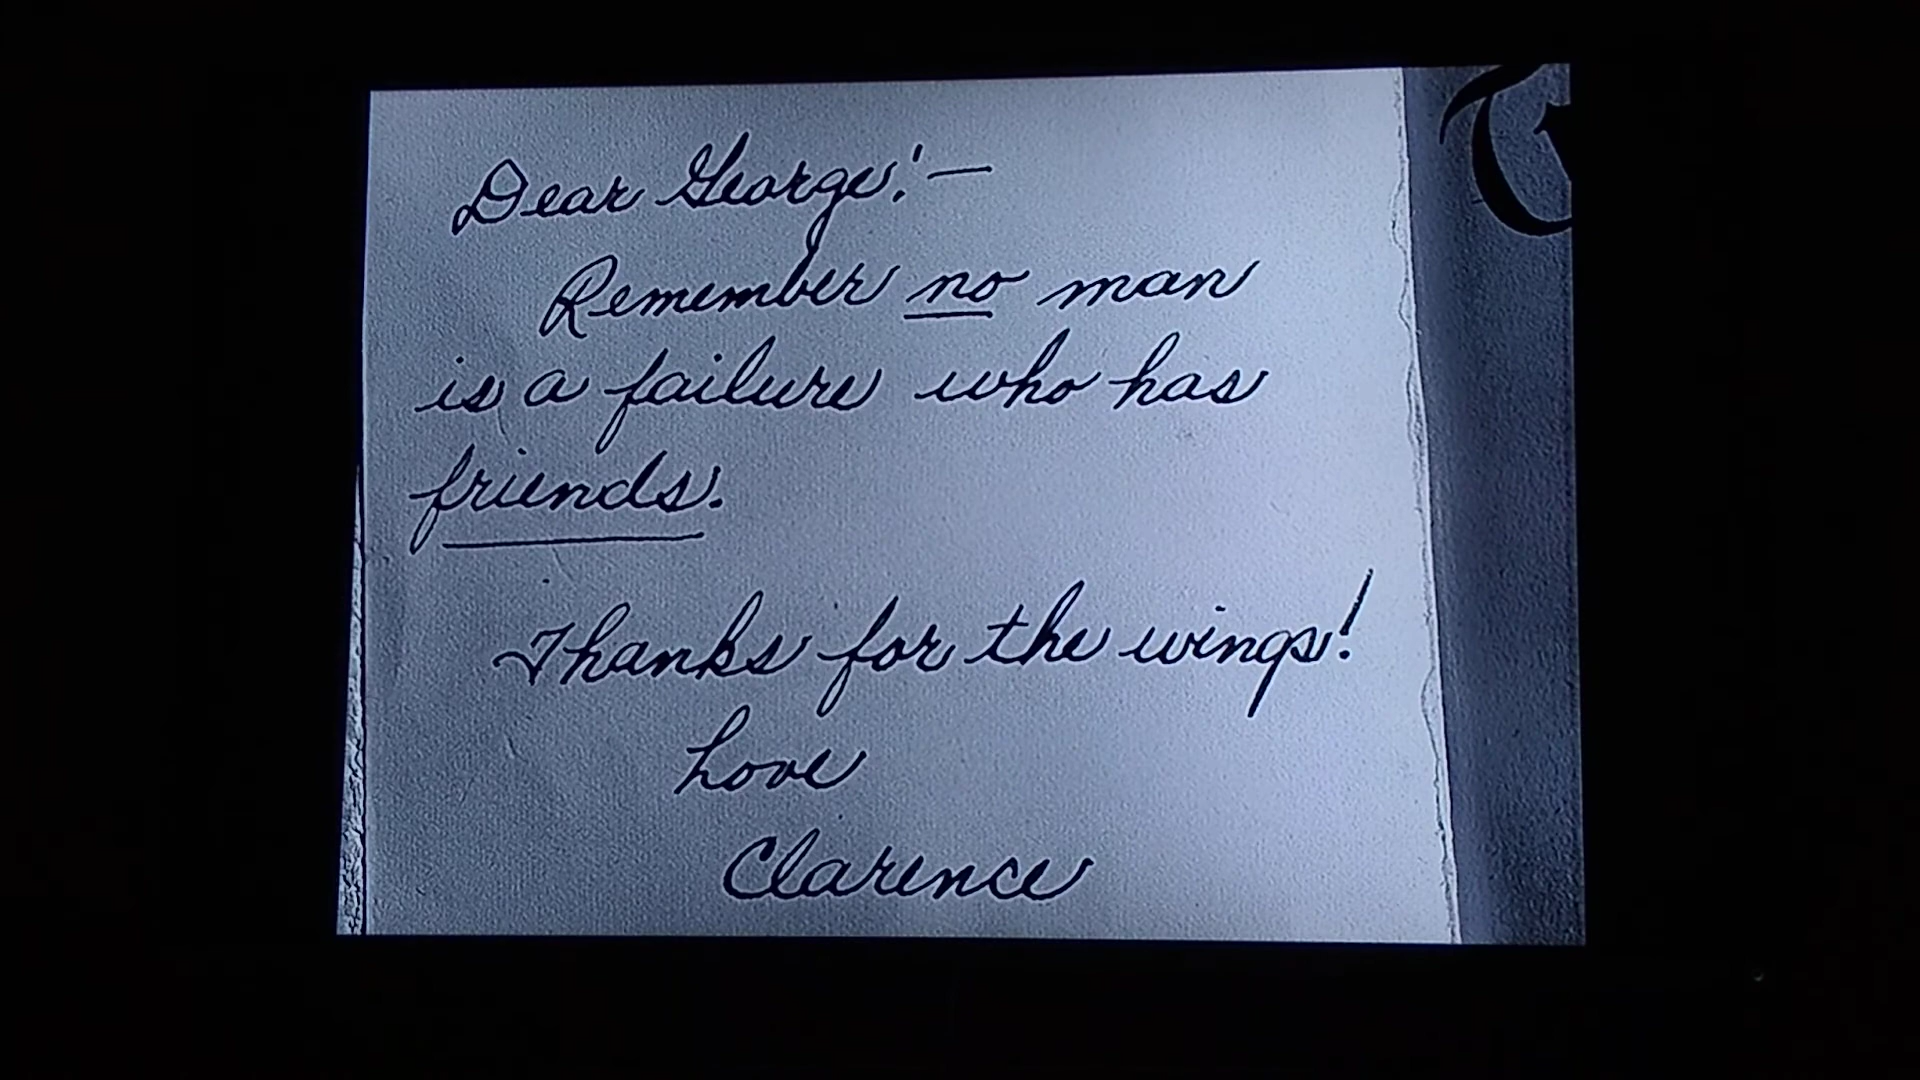 Dear George:—
Remember no man
is a failure who has
friends.
Thanks for the wings!
Love
Clarence